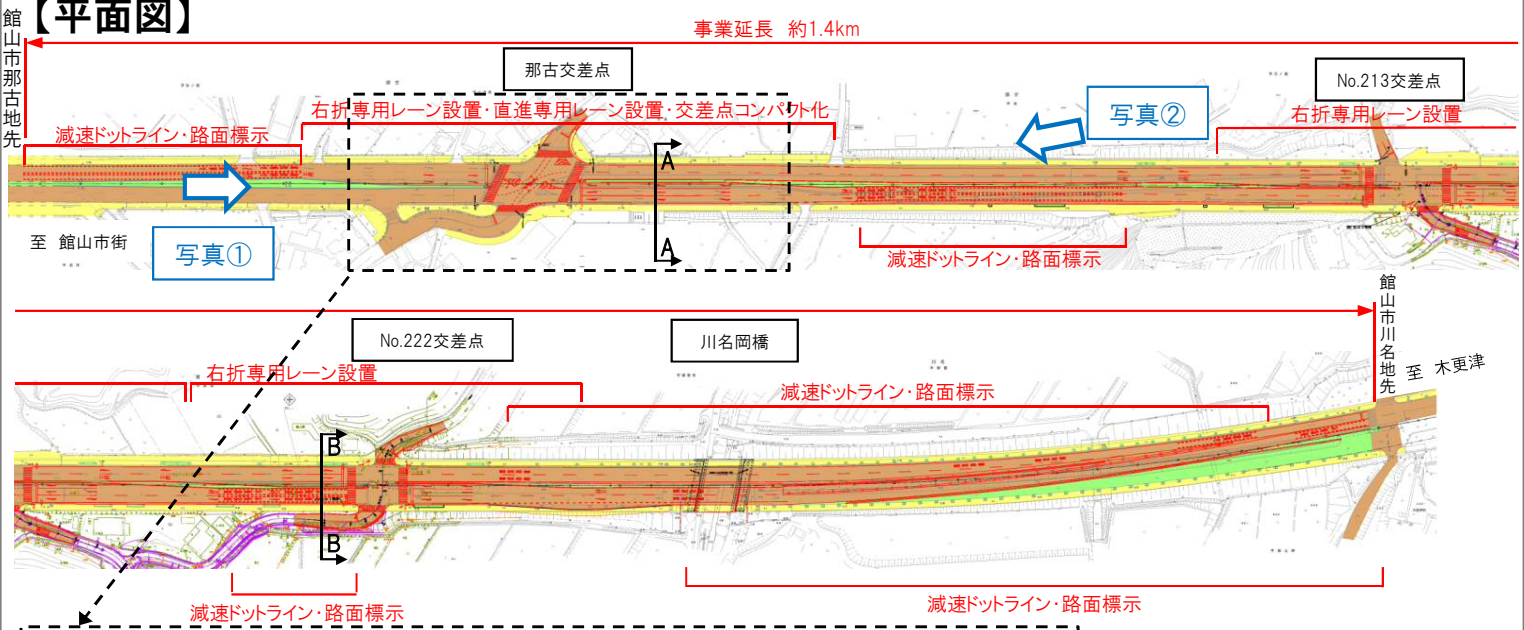 【平面図】
館山市那古地先
事業延長 約1.4km
那古交差点
No.213交差点
右折専用レーン設置・直進専用レーン設置・交差点コンパクト化
写真②
右折専用レーン設置
減速ドットライン・路面標示
A
至 館山市街
写真①
A
減速ドットライン・路面標示
館山市川名地先
No.222交差点
川名岡橋
至 木更津
右折専用レーン設置
減速ドットライン・路面標示
B
B
減速ドットライン・路面標示
減速ドットライン・路面標示